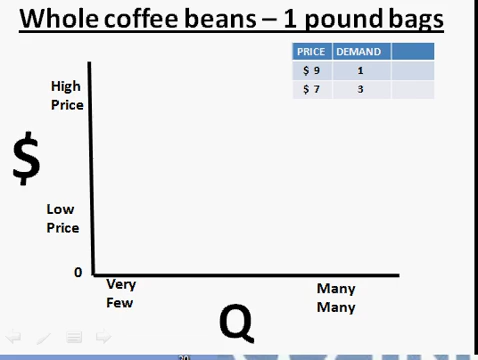 Whole coffee beans – 1 pound bags
PRICE DEMAND
$ 9 1
$ 7 3
High
Price
$
Low
Price
0
Very
Few
Many
Many
Q